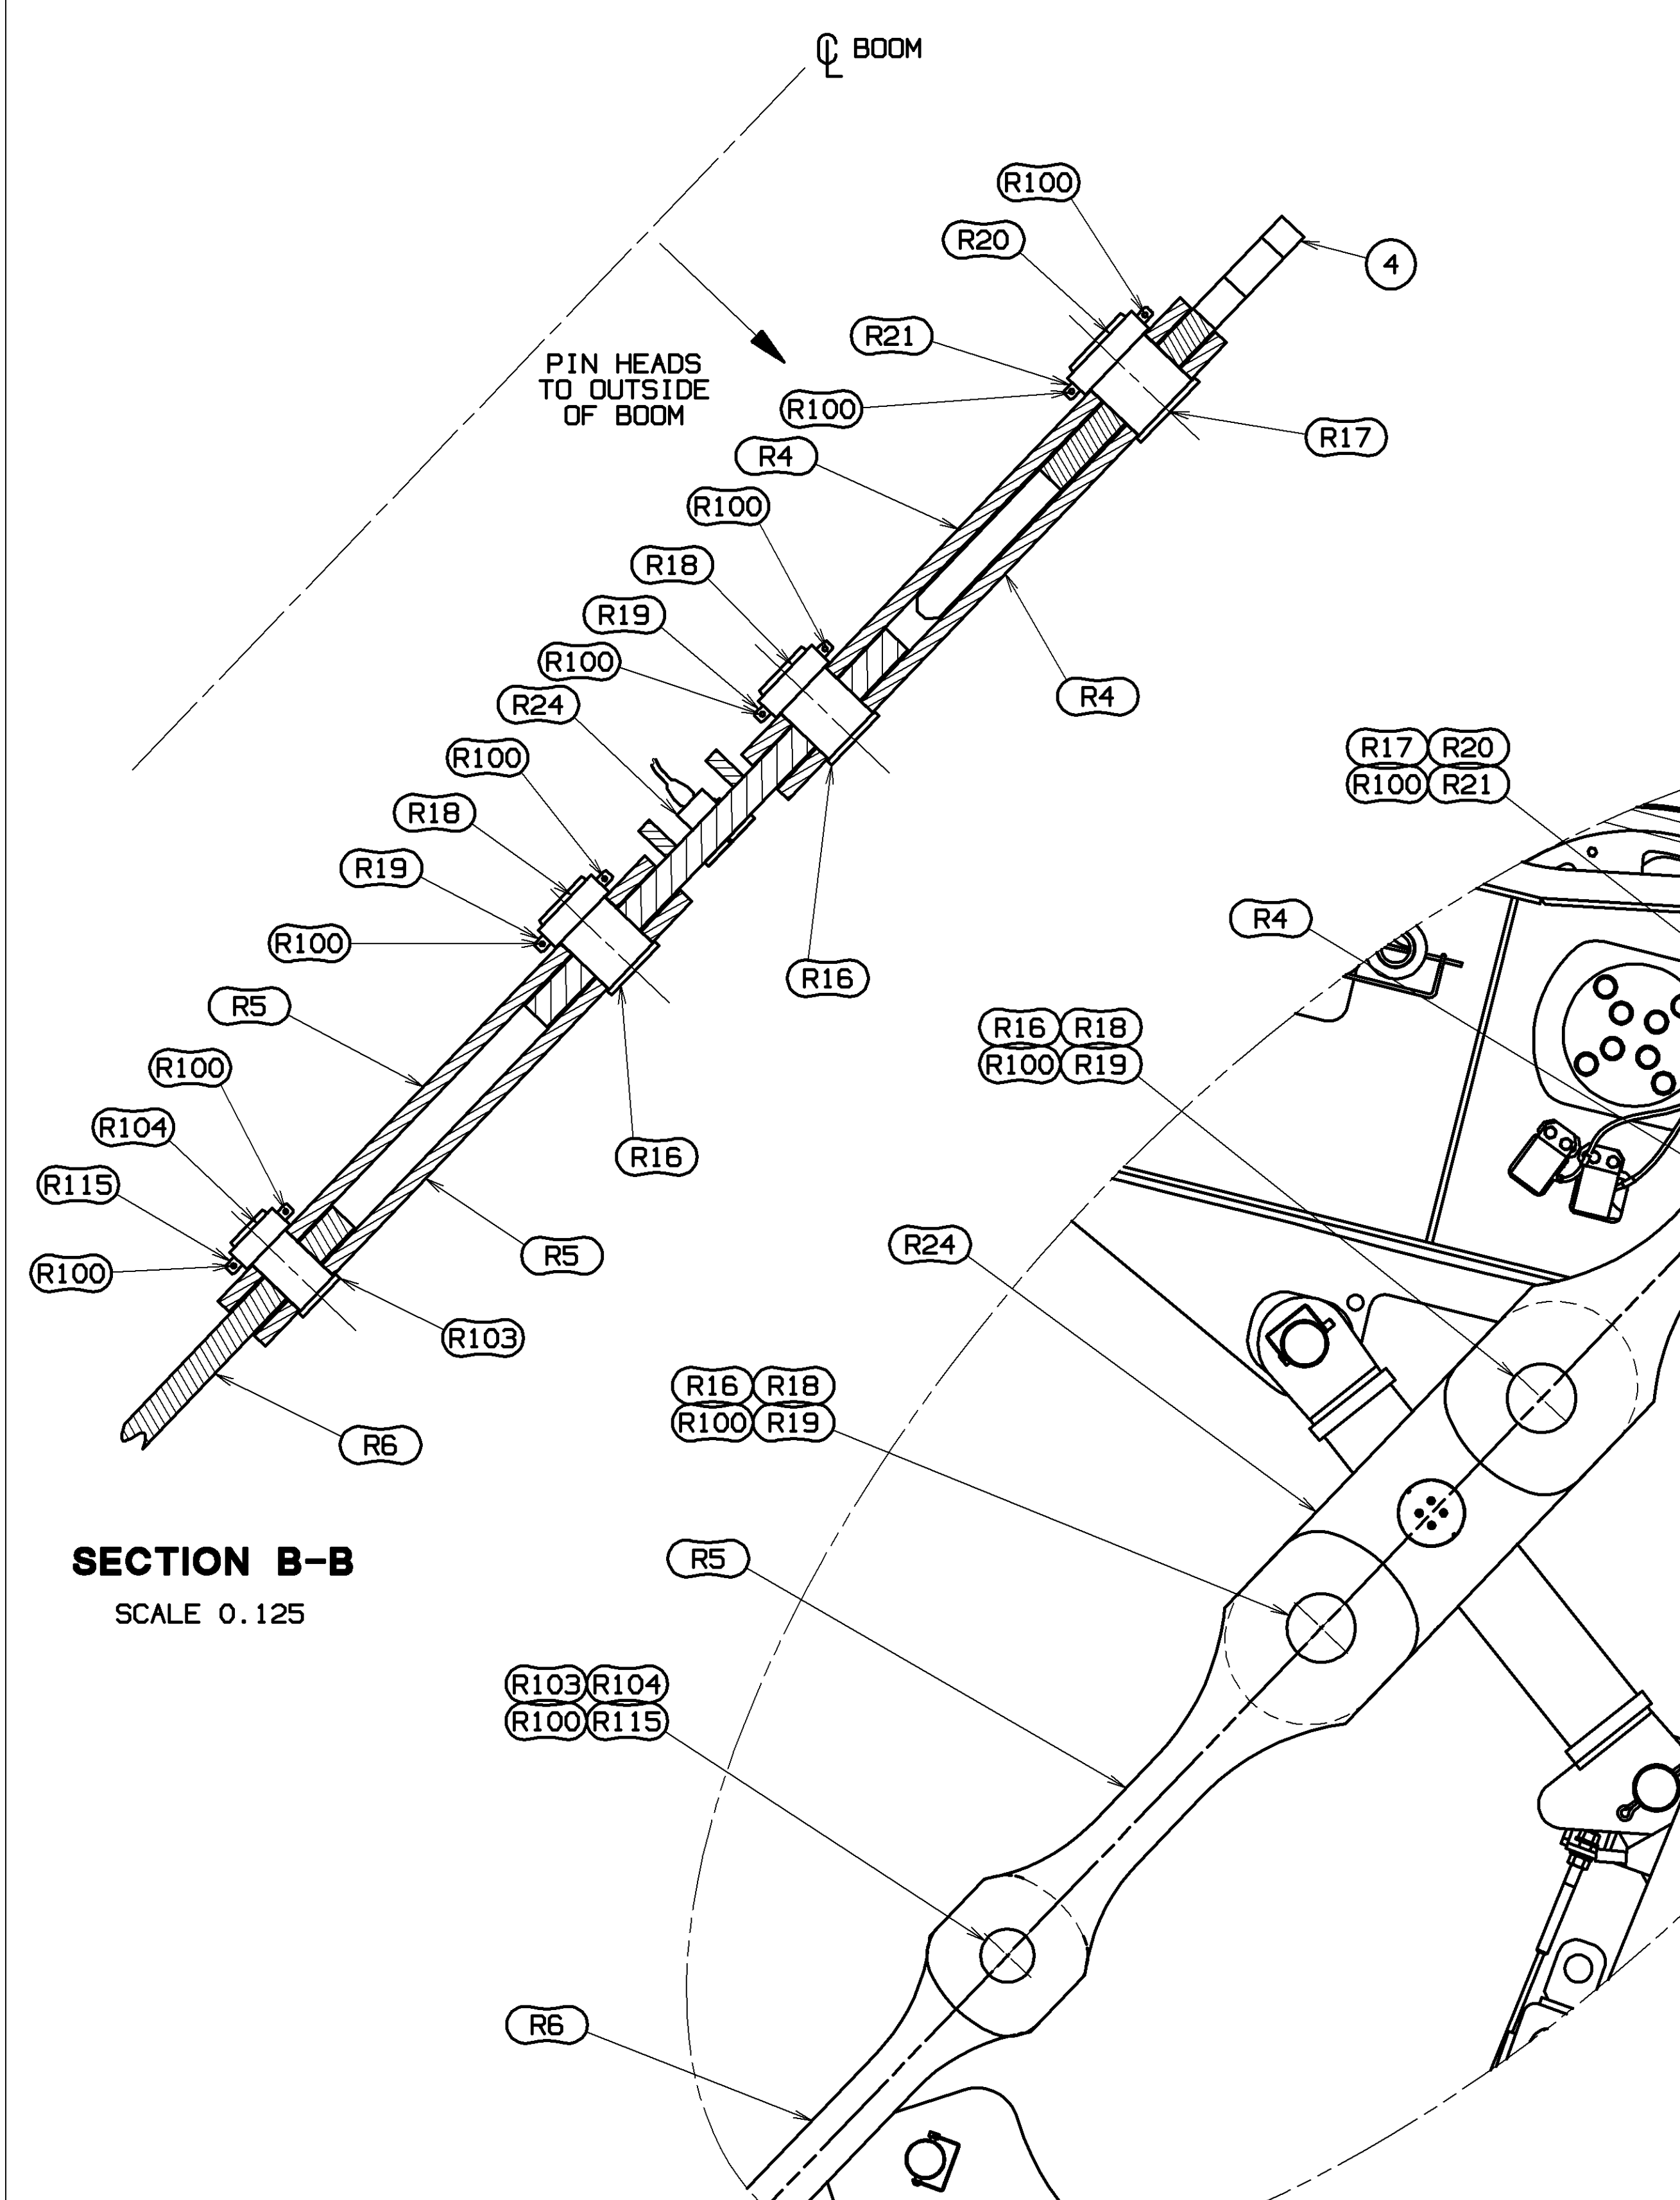 ℄ BOOM
R100
R20
4
R21
PIN HEADS
TO OUTSIDE
OF BOOM
R100
R17
R4
R100
R18
R19
R100
R4
R24
R17 R20
R100
R100 R21
R18
R19
R4
R100
R16
R5
R16 R18
R100
R100 R19
R104
R16
R115
R24
R5
R100
R103
R16 R18
R100 R19
R6
SECTION B-B
R5
SCALE 0.125
R103 R104
R100 R115
R6